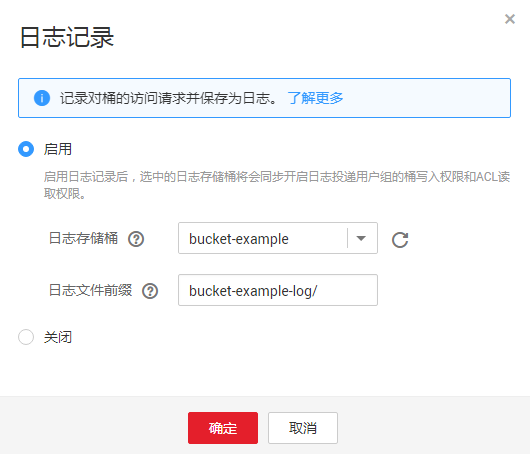 日志记录
记录对桶的访问请求并保存为日志。 了解更多
启用
启用日志记录后，选中的日志存储桶将会同步开启日志投递用户组的桶写入权限和ACL读
取权限。
日志存储桶 bucket-example
日志文件前缀 bucket-example-log/
关闭
确定 取消